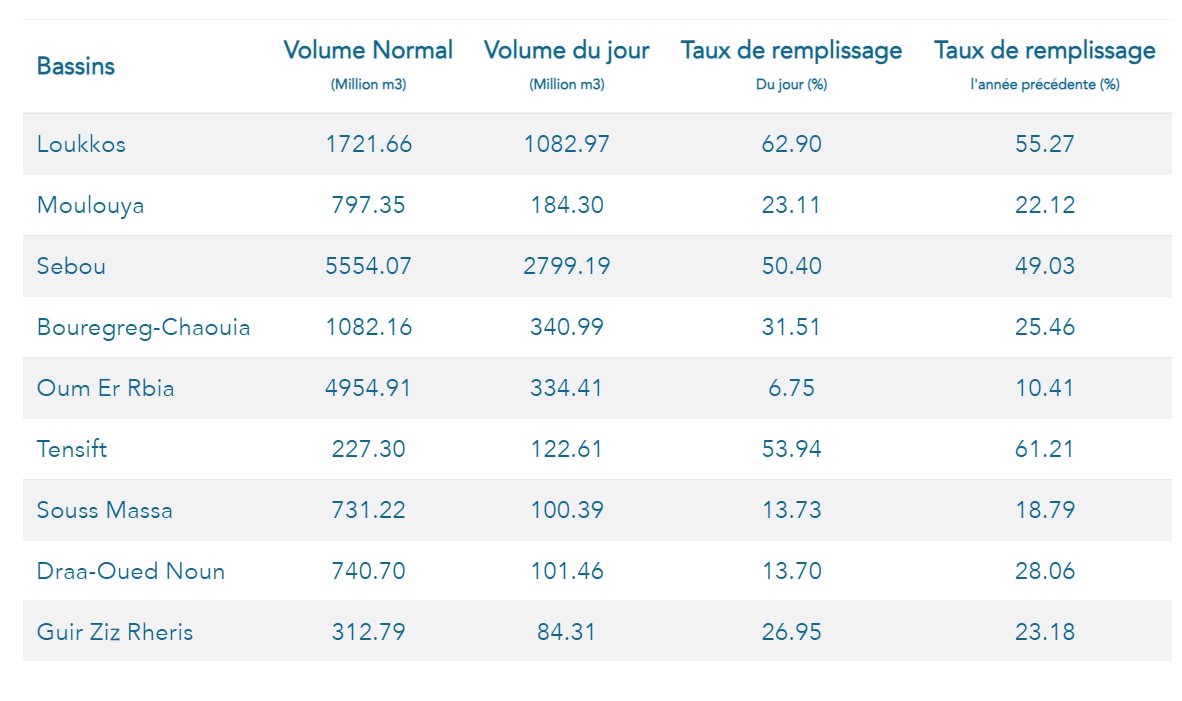 Bassins Volume Normal Volume du jour Taux de remplissage Taux de remplissage
(Million m3) (Million m3) Du jour (%) l'année précédente (%)
Loukkos 1721.66 1082.97 62.90 55.27
Moulouya 797.35 184.30 23.11 22.12
Sebou 5554.07 2799.19 50.40 49.03
Bouregreg-Chaouia 1082.16 340.99 31.51 25.46
Oum Er Rbia 4954.91 334.41 6.75 10.41
Tensift 227.30 122.61 53.94 61.21
Souss Massa 731.22 100.39 13.73 18.79
Draa-Oued Noun 740.70 101.46 13.70 28.06
Guir Ziz Rheris 312.79 84.31 26.95 23.18